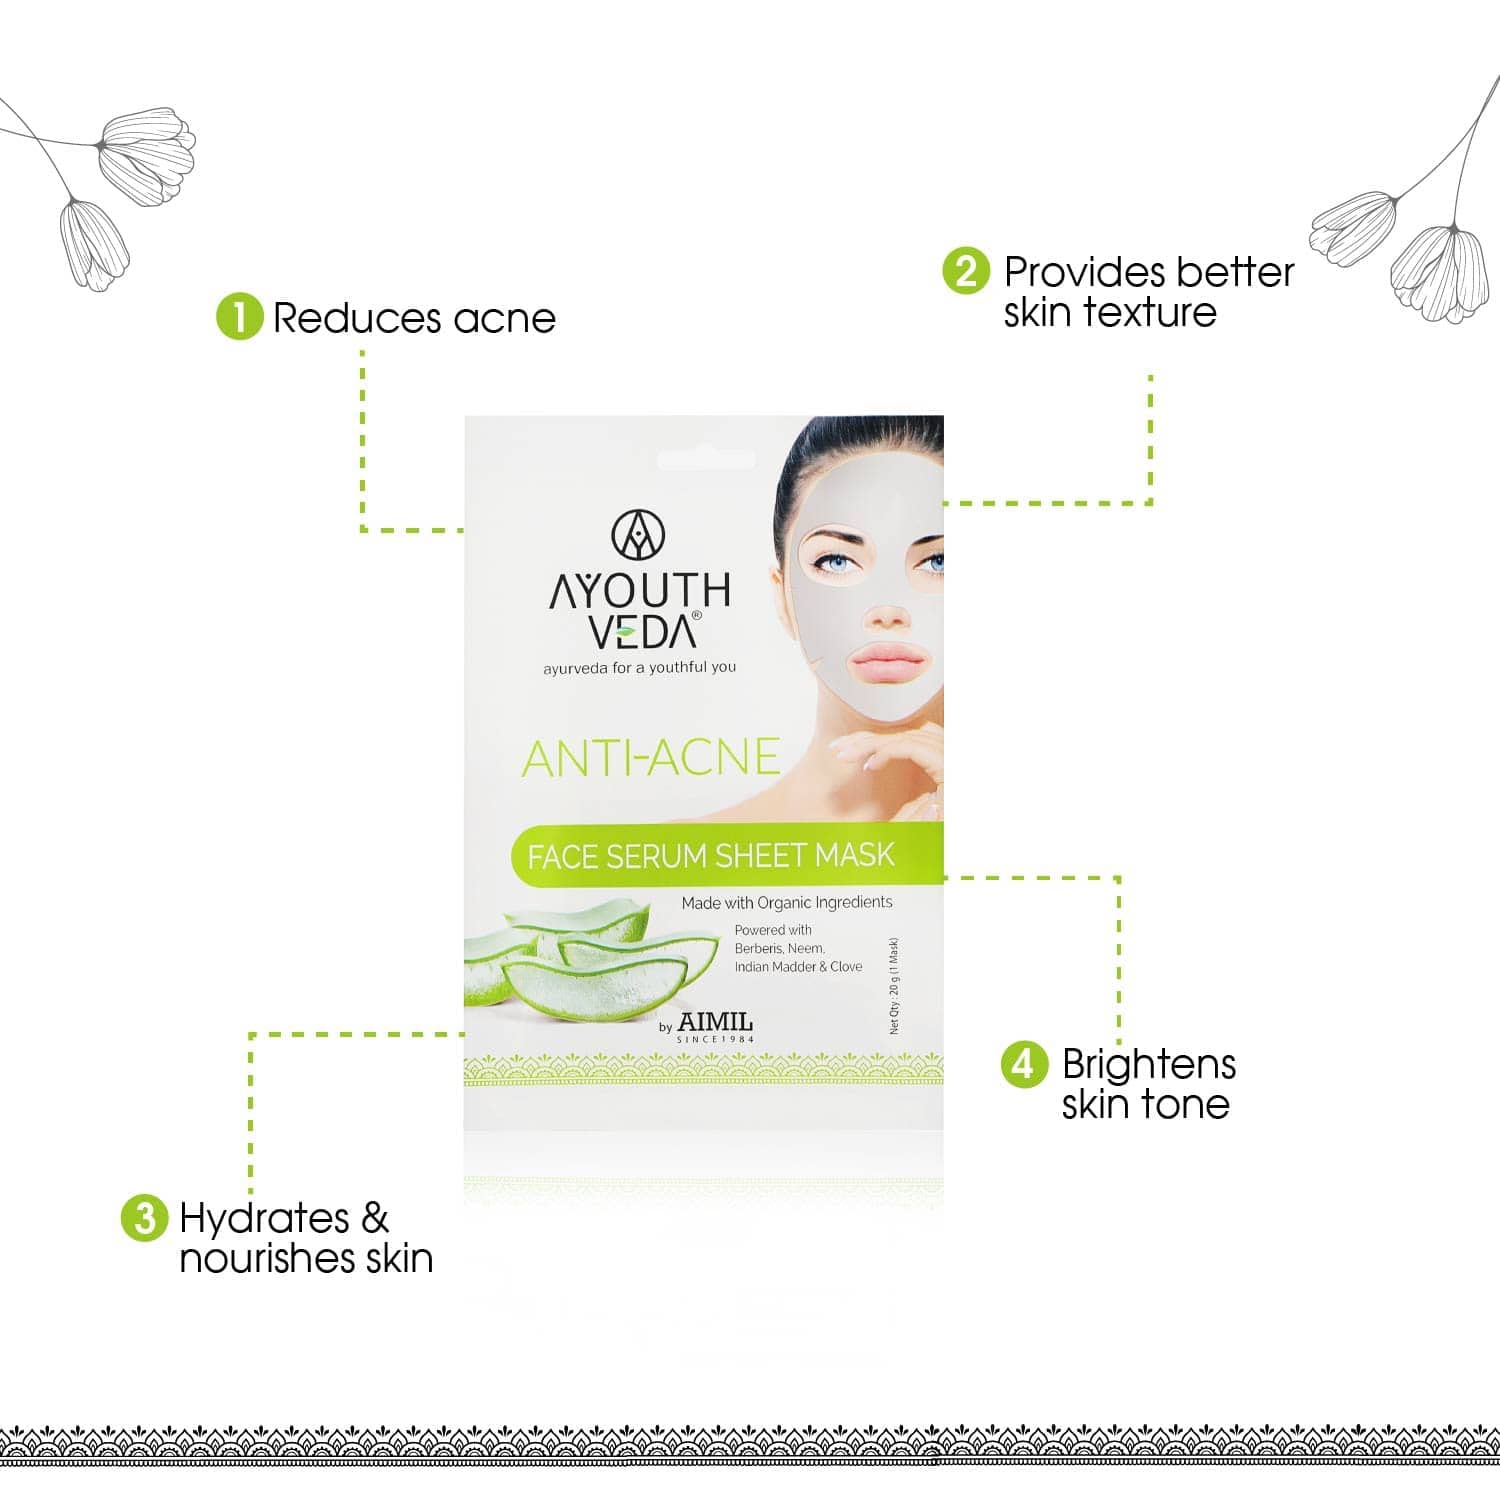 1 Reduces acne
2 Provides better
skin texture
AYOUTH
VEDA®
ayurveda for a youthful you
ANTI-ACNE
FACE SERUM SHEET MASK
Made with Organic Ingredients
Powered with
Berberis, Neem,
Indian Madder & Clove
Net Qty : 20 g (1 Mask)
by AIMIL
SINCE 1984
3 Hydrates &
nourishes skin
4 Brightens
skin tone